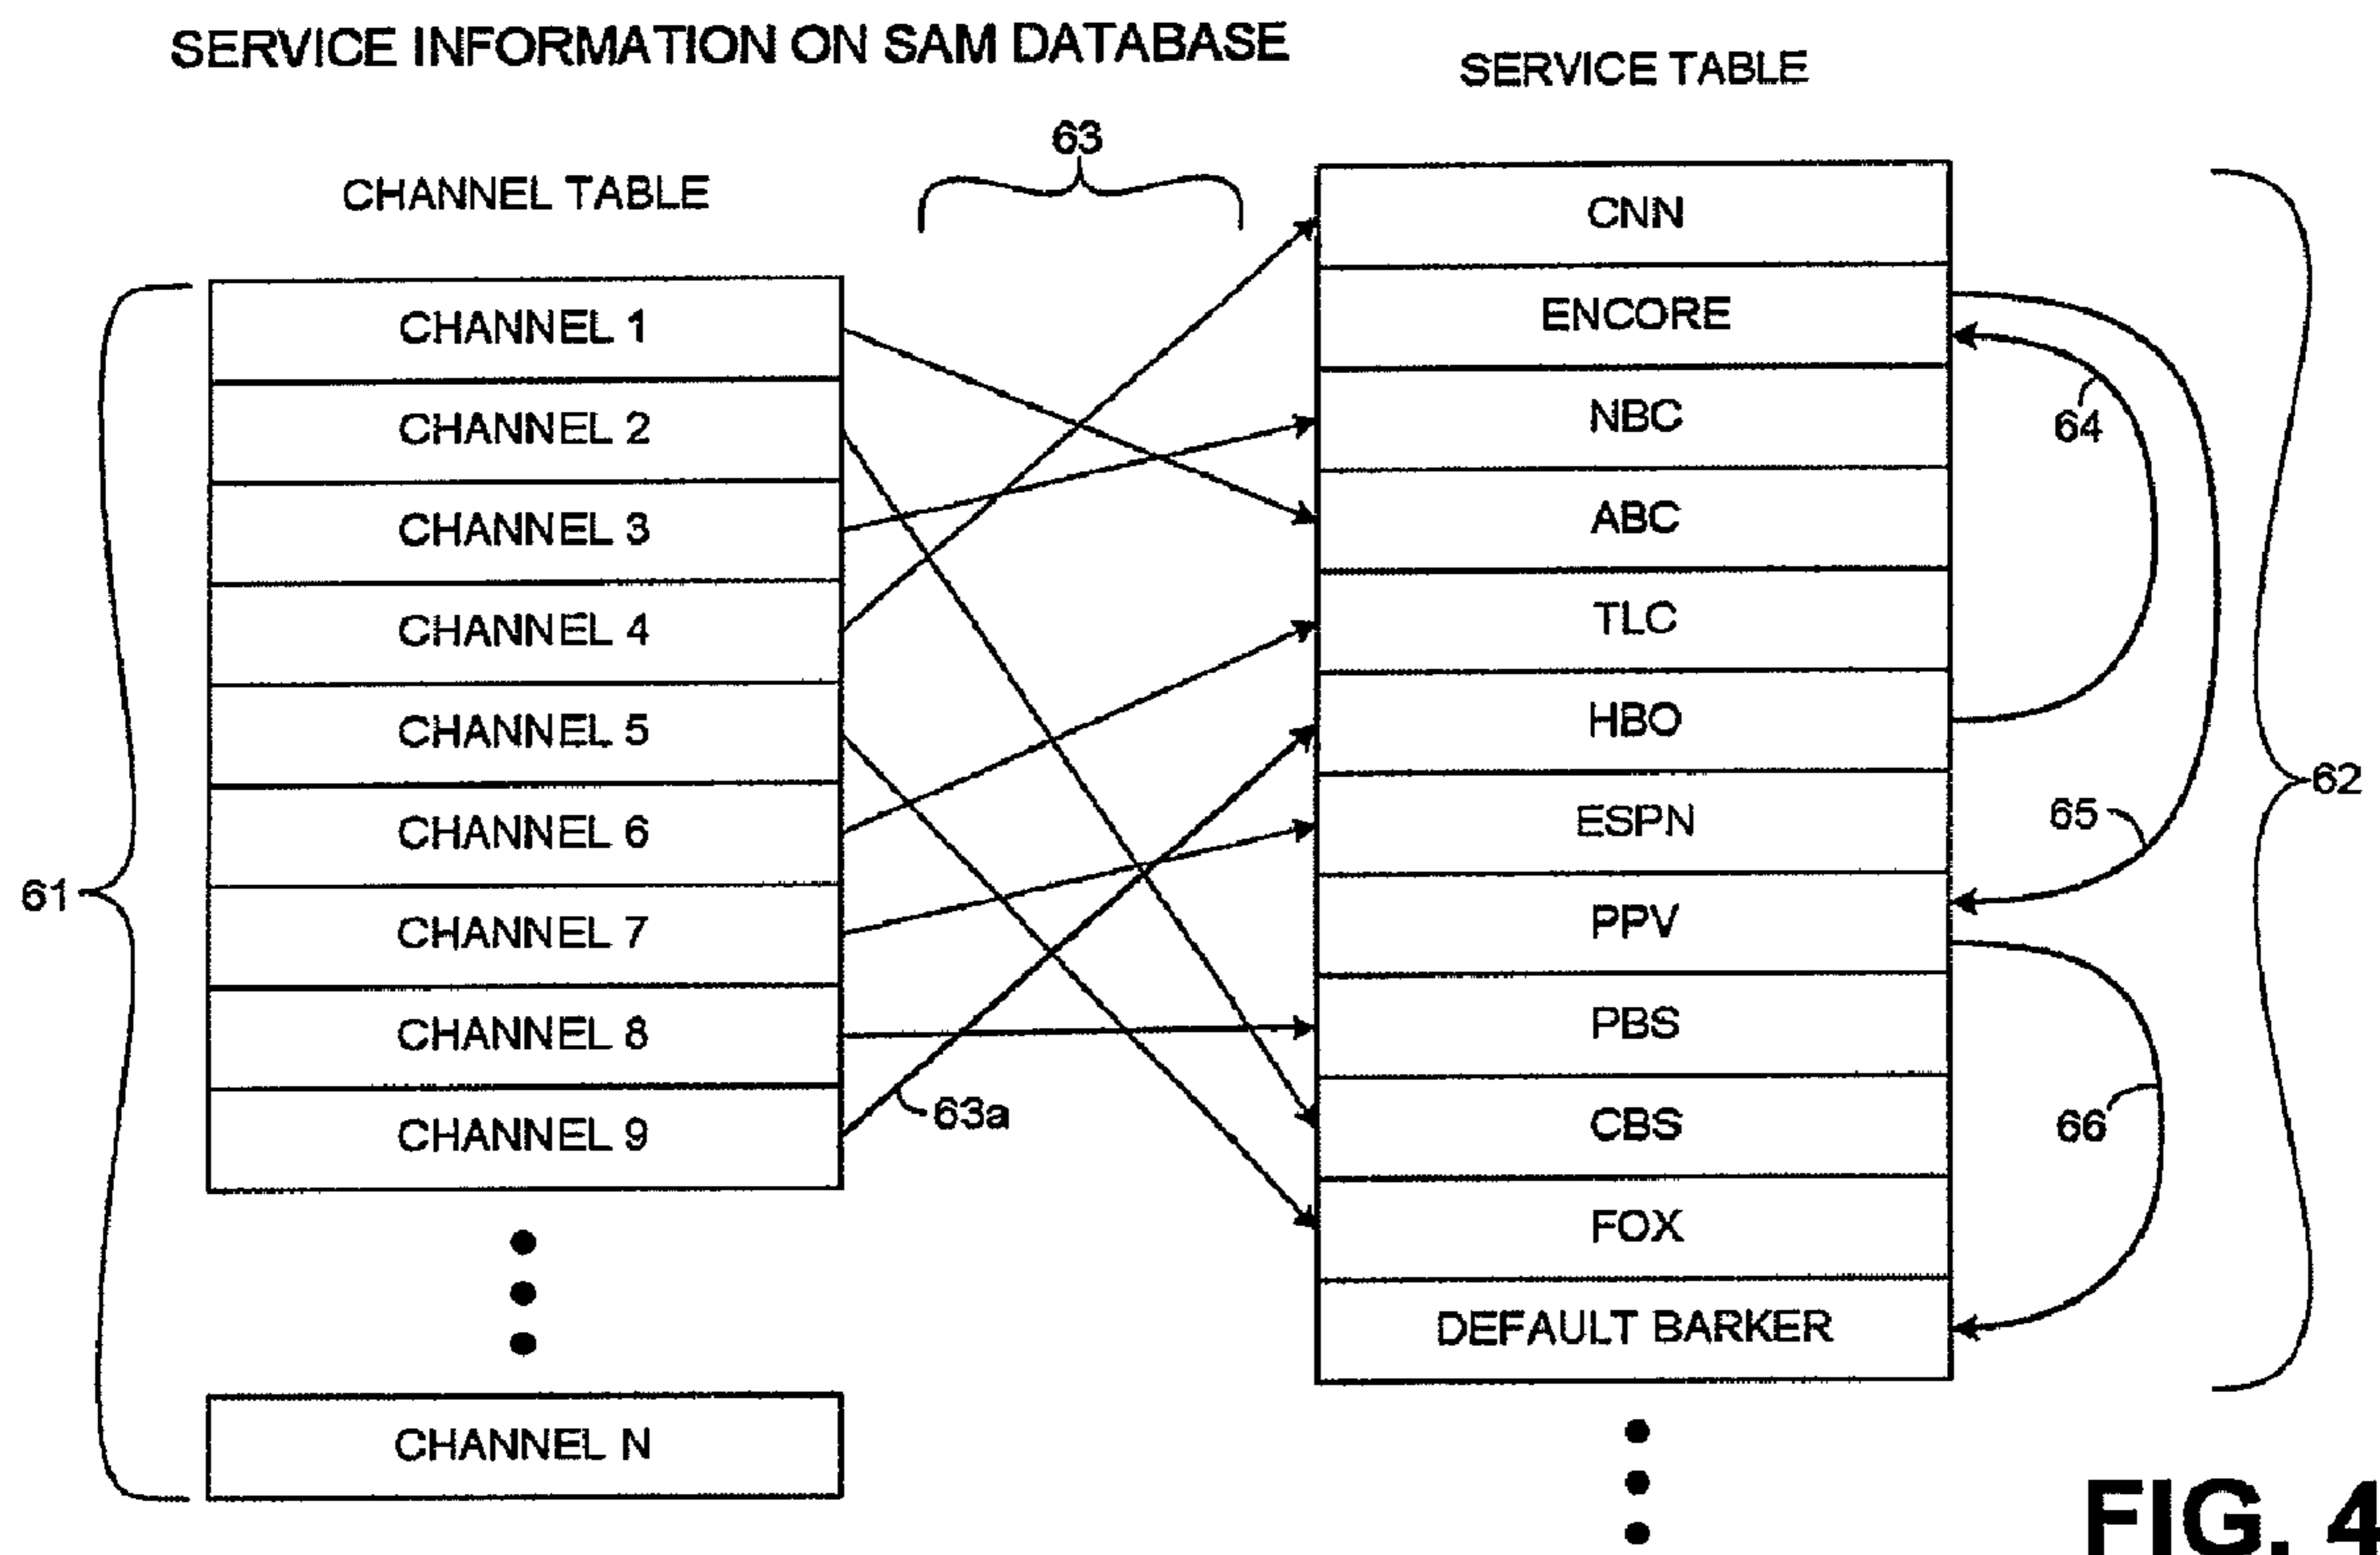 SERVICE INFORMATION ON SAM DATABASE
SERVICE TABLE
63
CHANNEL TABLE
CHANNEL 1
CHANNEL 2
CHANNEL 3
CHANNEL 4
CHANNEL 5
CHANNEL 6
CHANNEL 7
CHANNEL 8
CHANNEL 9
CHANNEL N
61
63a
CNN
ENCORE
NBC
ABC
TLC
HBO
ESPN
PPV
PBS
CBS
FOX
DEFAULT BARKER
64
65
66
62
FIG. 4